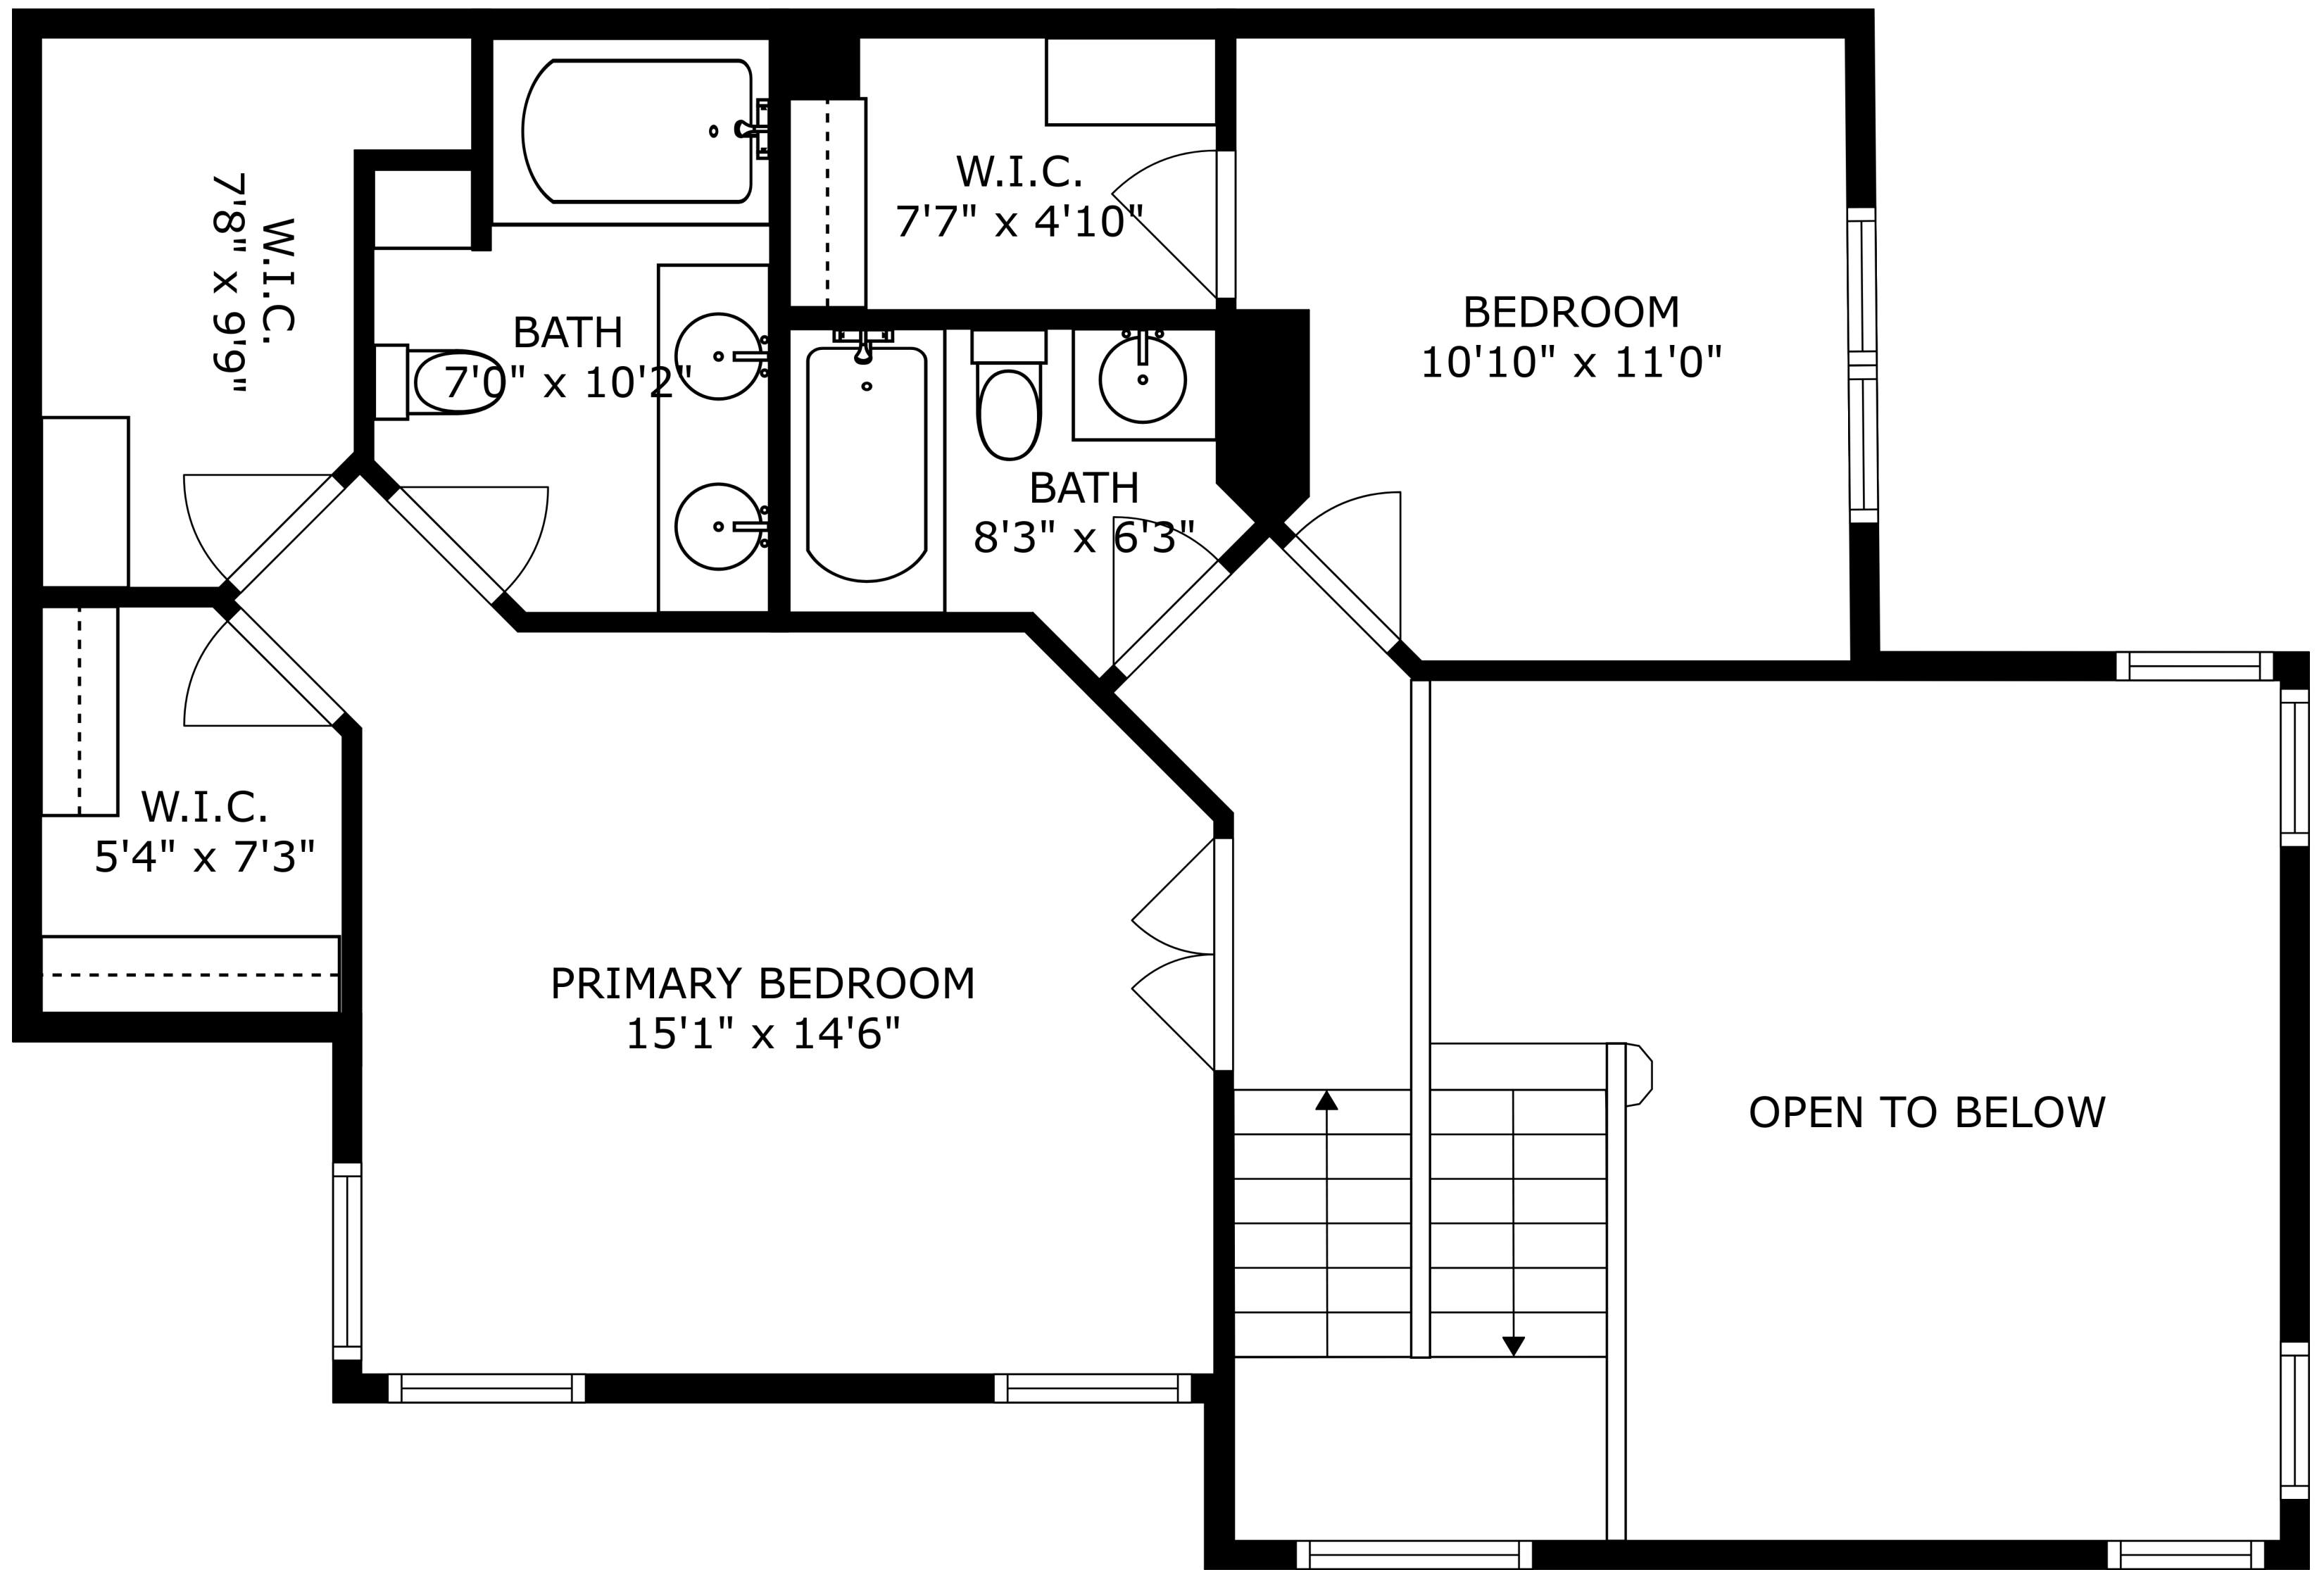 W.I.C.
7'8" x 9'9"
BATH
7'0" x 10'2"
W.I.C.
7'7" x 4'10"
BEDROOM
10'10" x 11'0"
BATH
8'3" x 6'3"
W.I.C.
5'4" x 7'3"
PRIMARY BEDROOM
15'1" x 14'6"
OPEN TO BELOW